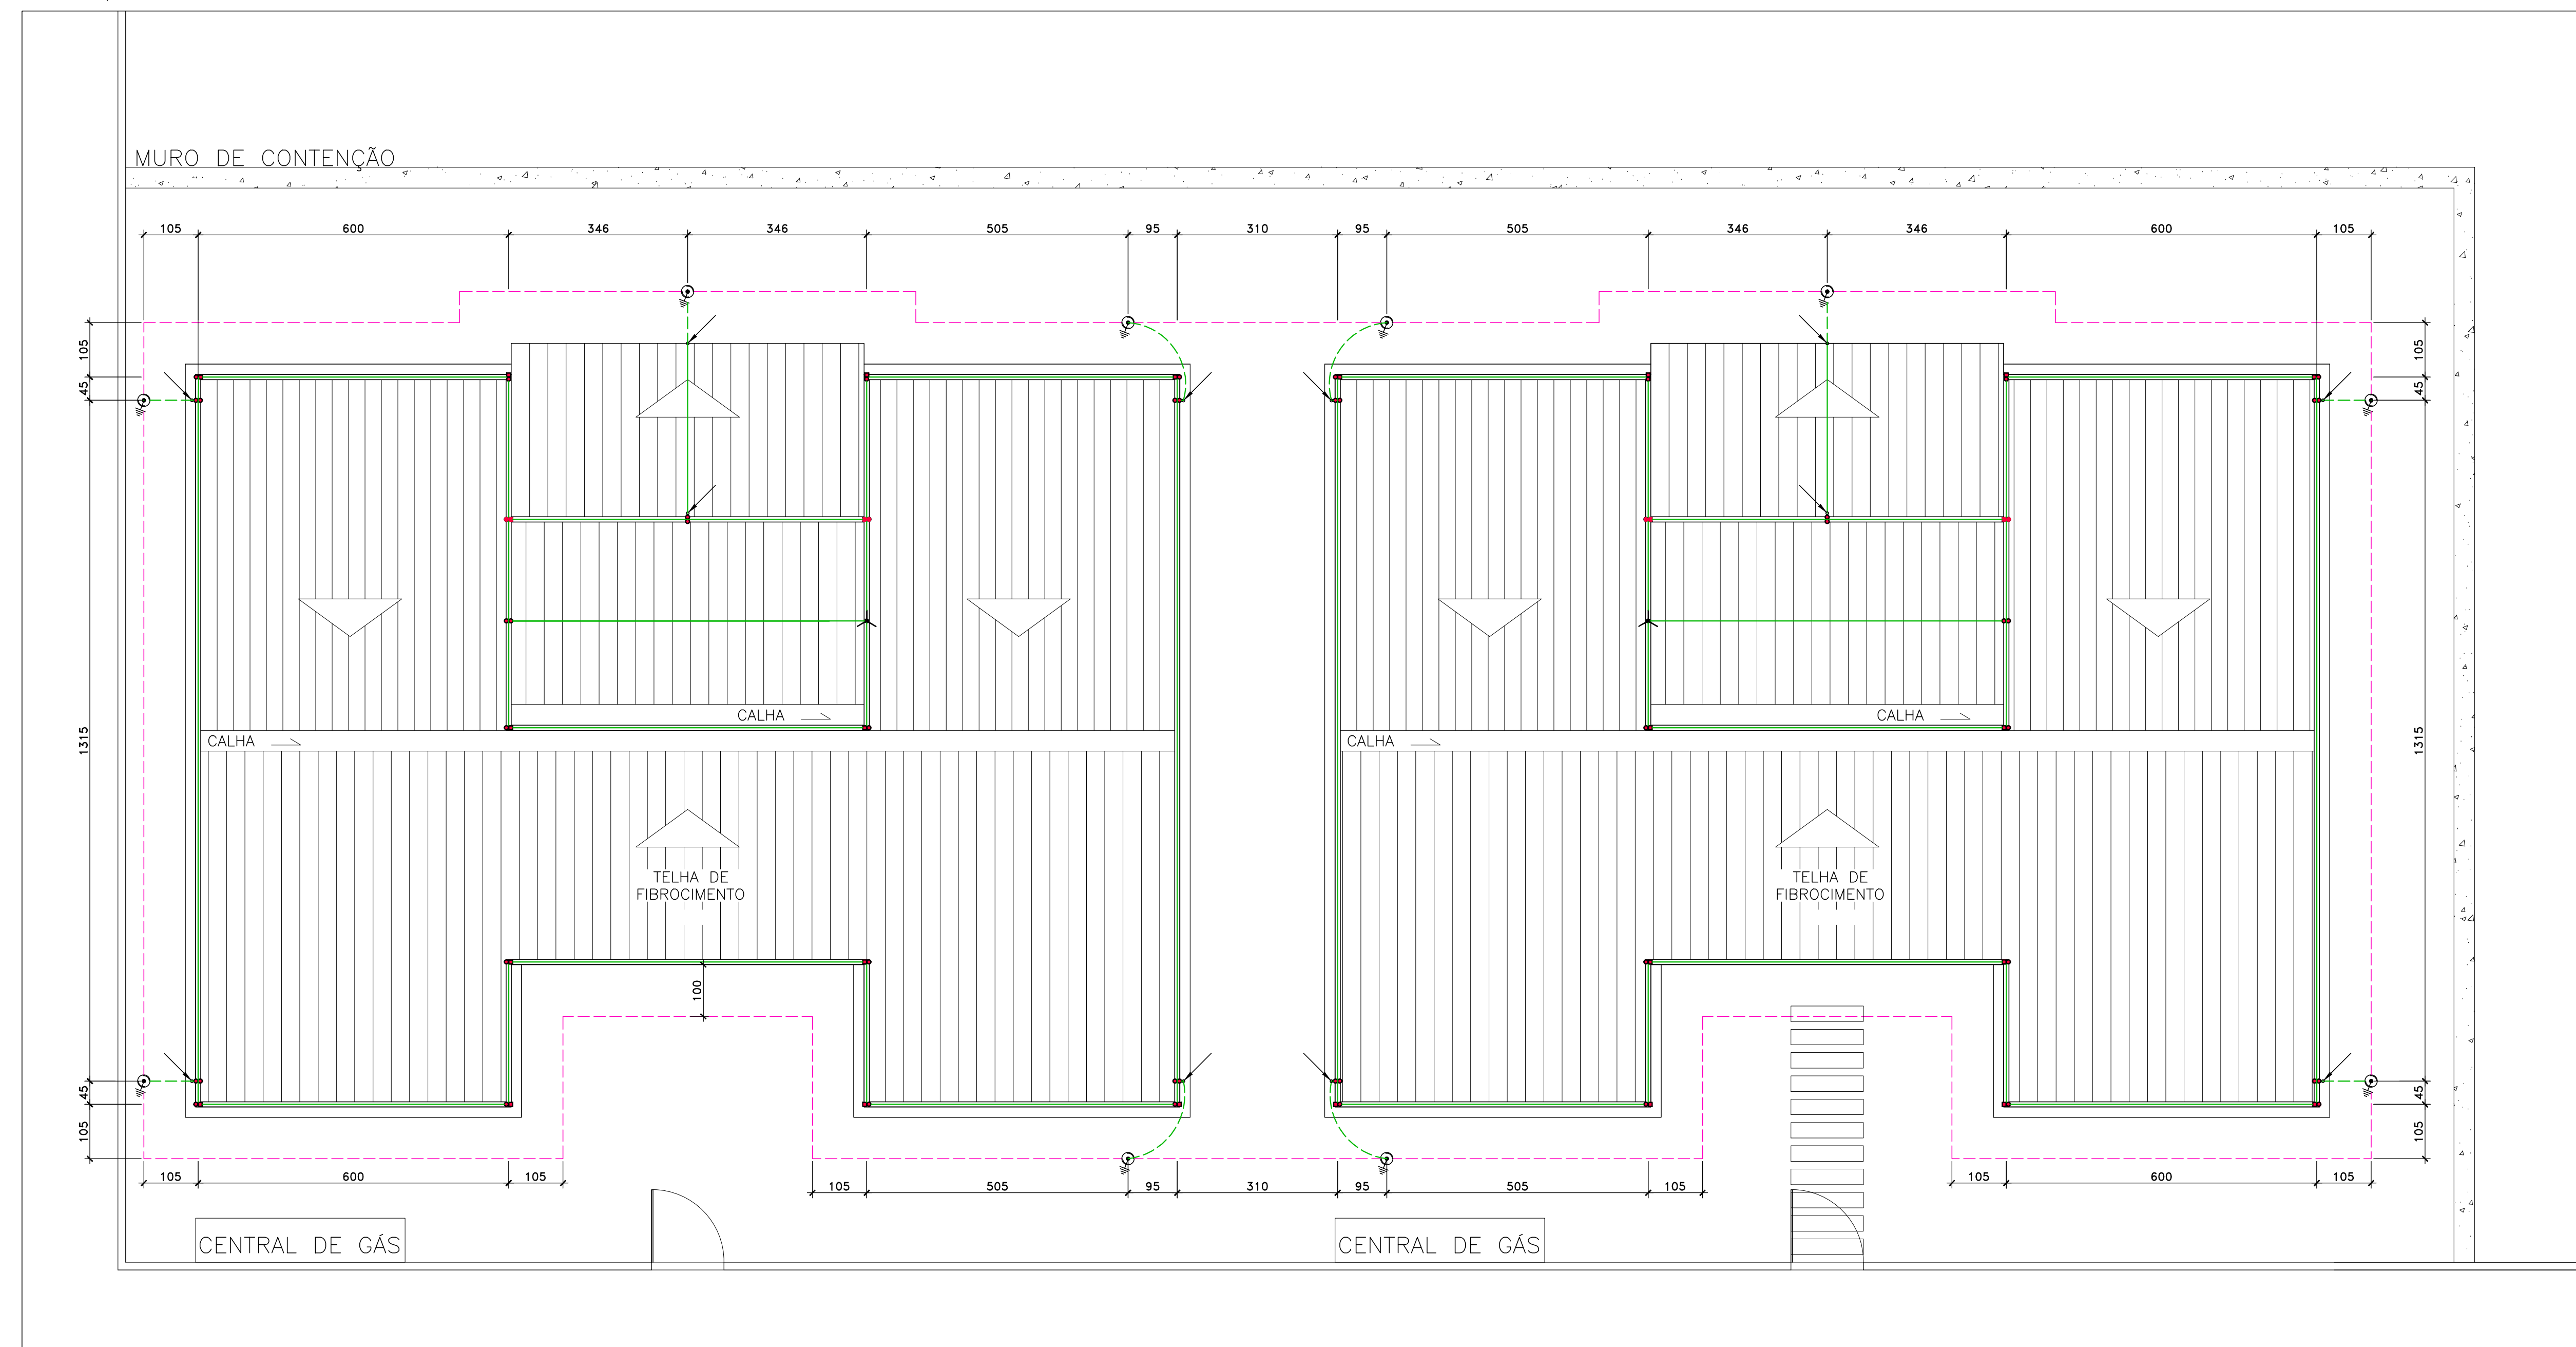 MURO DE CONTENÇÃO
105 600 346 346 505 95 310 95 505 346 346 600 105
105
45
1315
45
105
105
45
1315
45
105
CALHA
CALHA
CALHA
CALHA
TELHA DE
FIBROCIMENTO
TELHA DE
FIBROCIMENTO
100
105 600 105
105 505 95 310 95 505 105
105 600 105
CENTRAL DE GÁS
CENTRAL DE GÁS